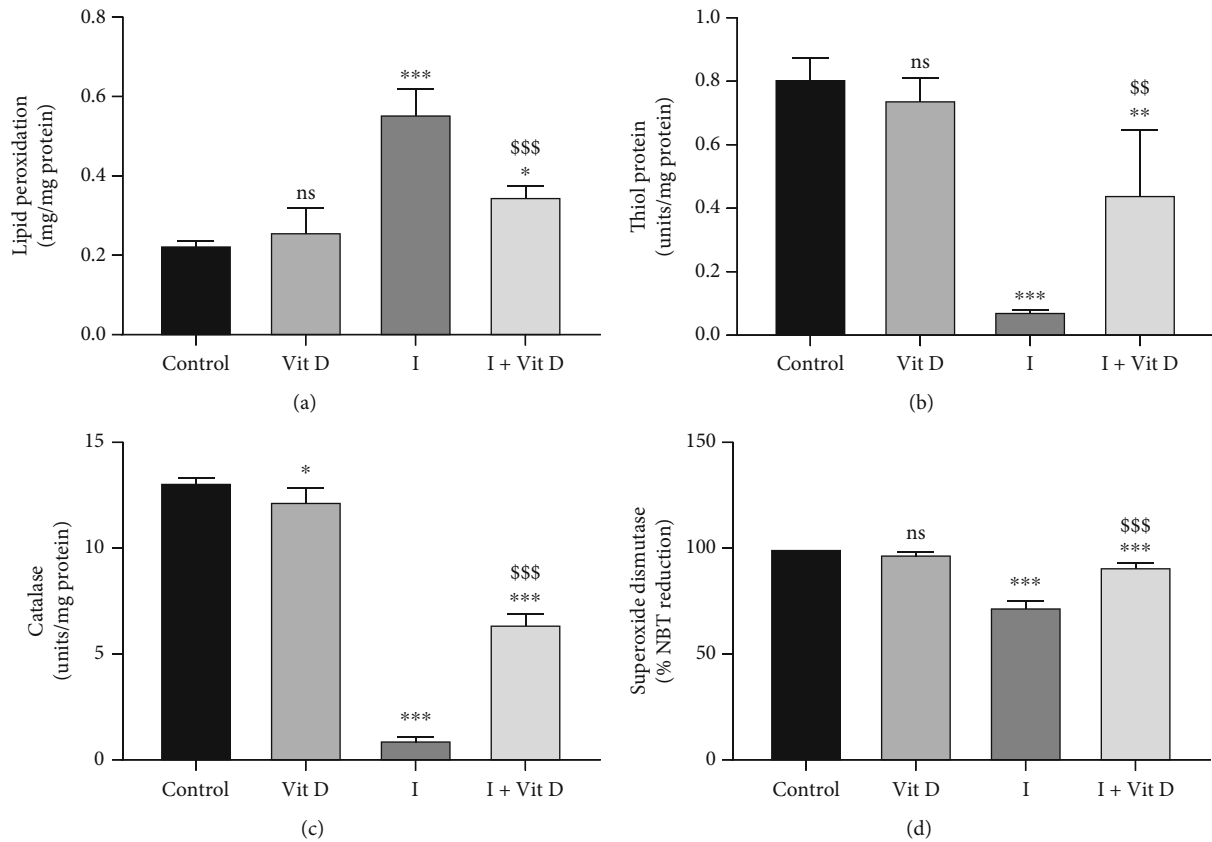 Lipid peroxidation
(mg/mg protein)
0.8
0.6
0.4
0.2
0.0
ns
***
$$$
*
Control
Vit D
I
I + Vit D
(a)
Thiol protein
(units/mg protein)
1.0
0.8
0.6
0.4
0.2
0.0
ns
***
$$
**
Control
Vit D
I
I + Vit D
(b)
Catalase
(units/mg protein)
15
10
5
0
*
***
$$$
***
Control
Vit D
I
I + Vit D
(c)
Superoxide dismutase
(% NBT reduction)
150
100
50
0
ns
***
$$$
***
Control
Vit D
I
I + Vit D
(d)